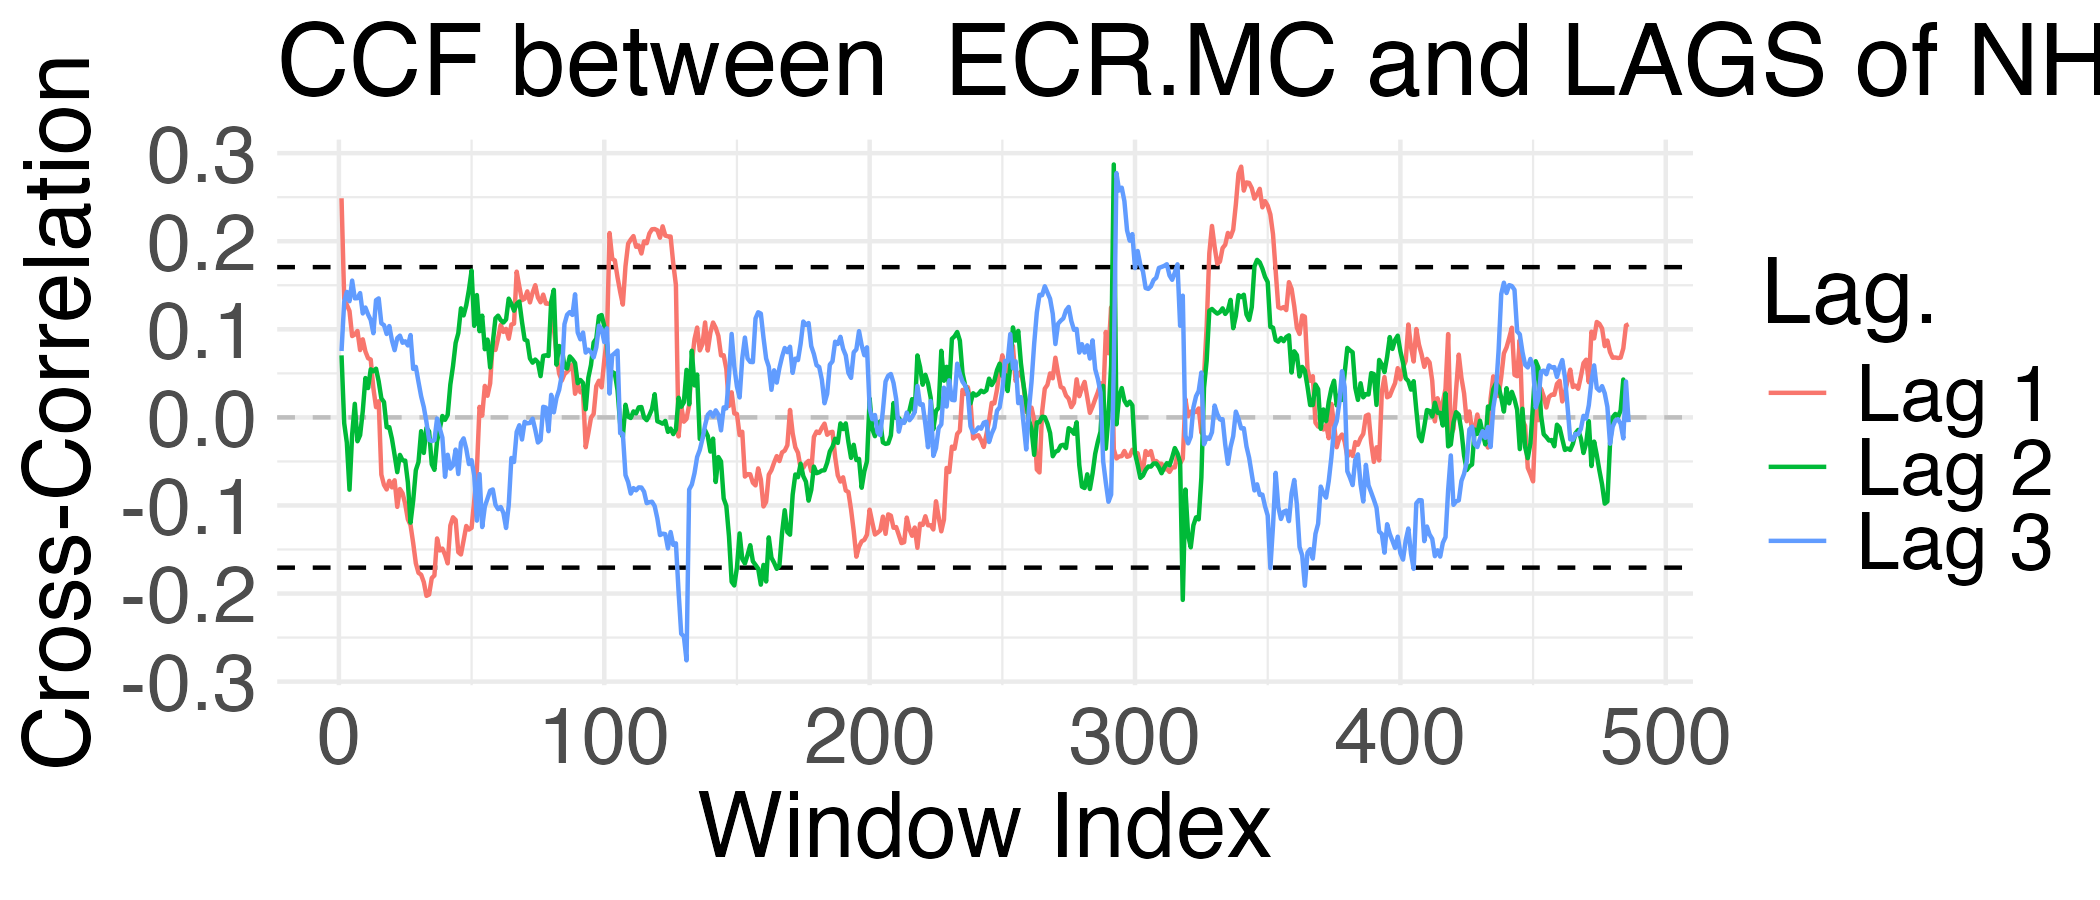 CCF between  ECR.MC and LAGS of NH
Cross-Correlation
0.3
0.2
0.1
0.0
-0.1
-0.2
-0.3
0 100 200 300 400 500
Window Index
Lag.
Lag 1
Lag 2
Lag 3